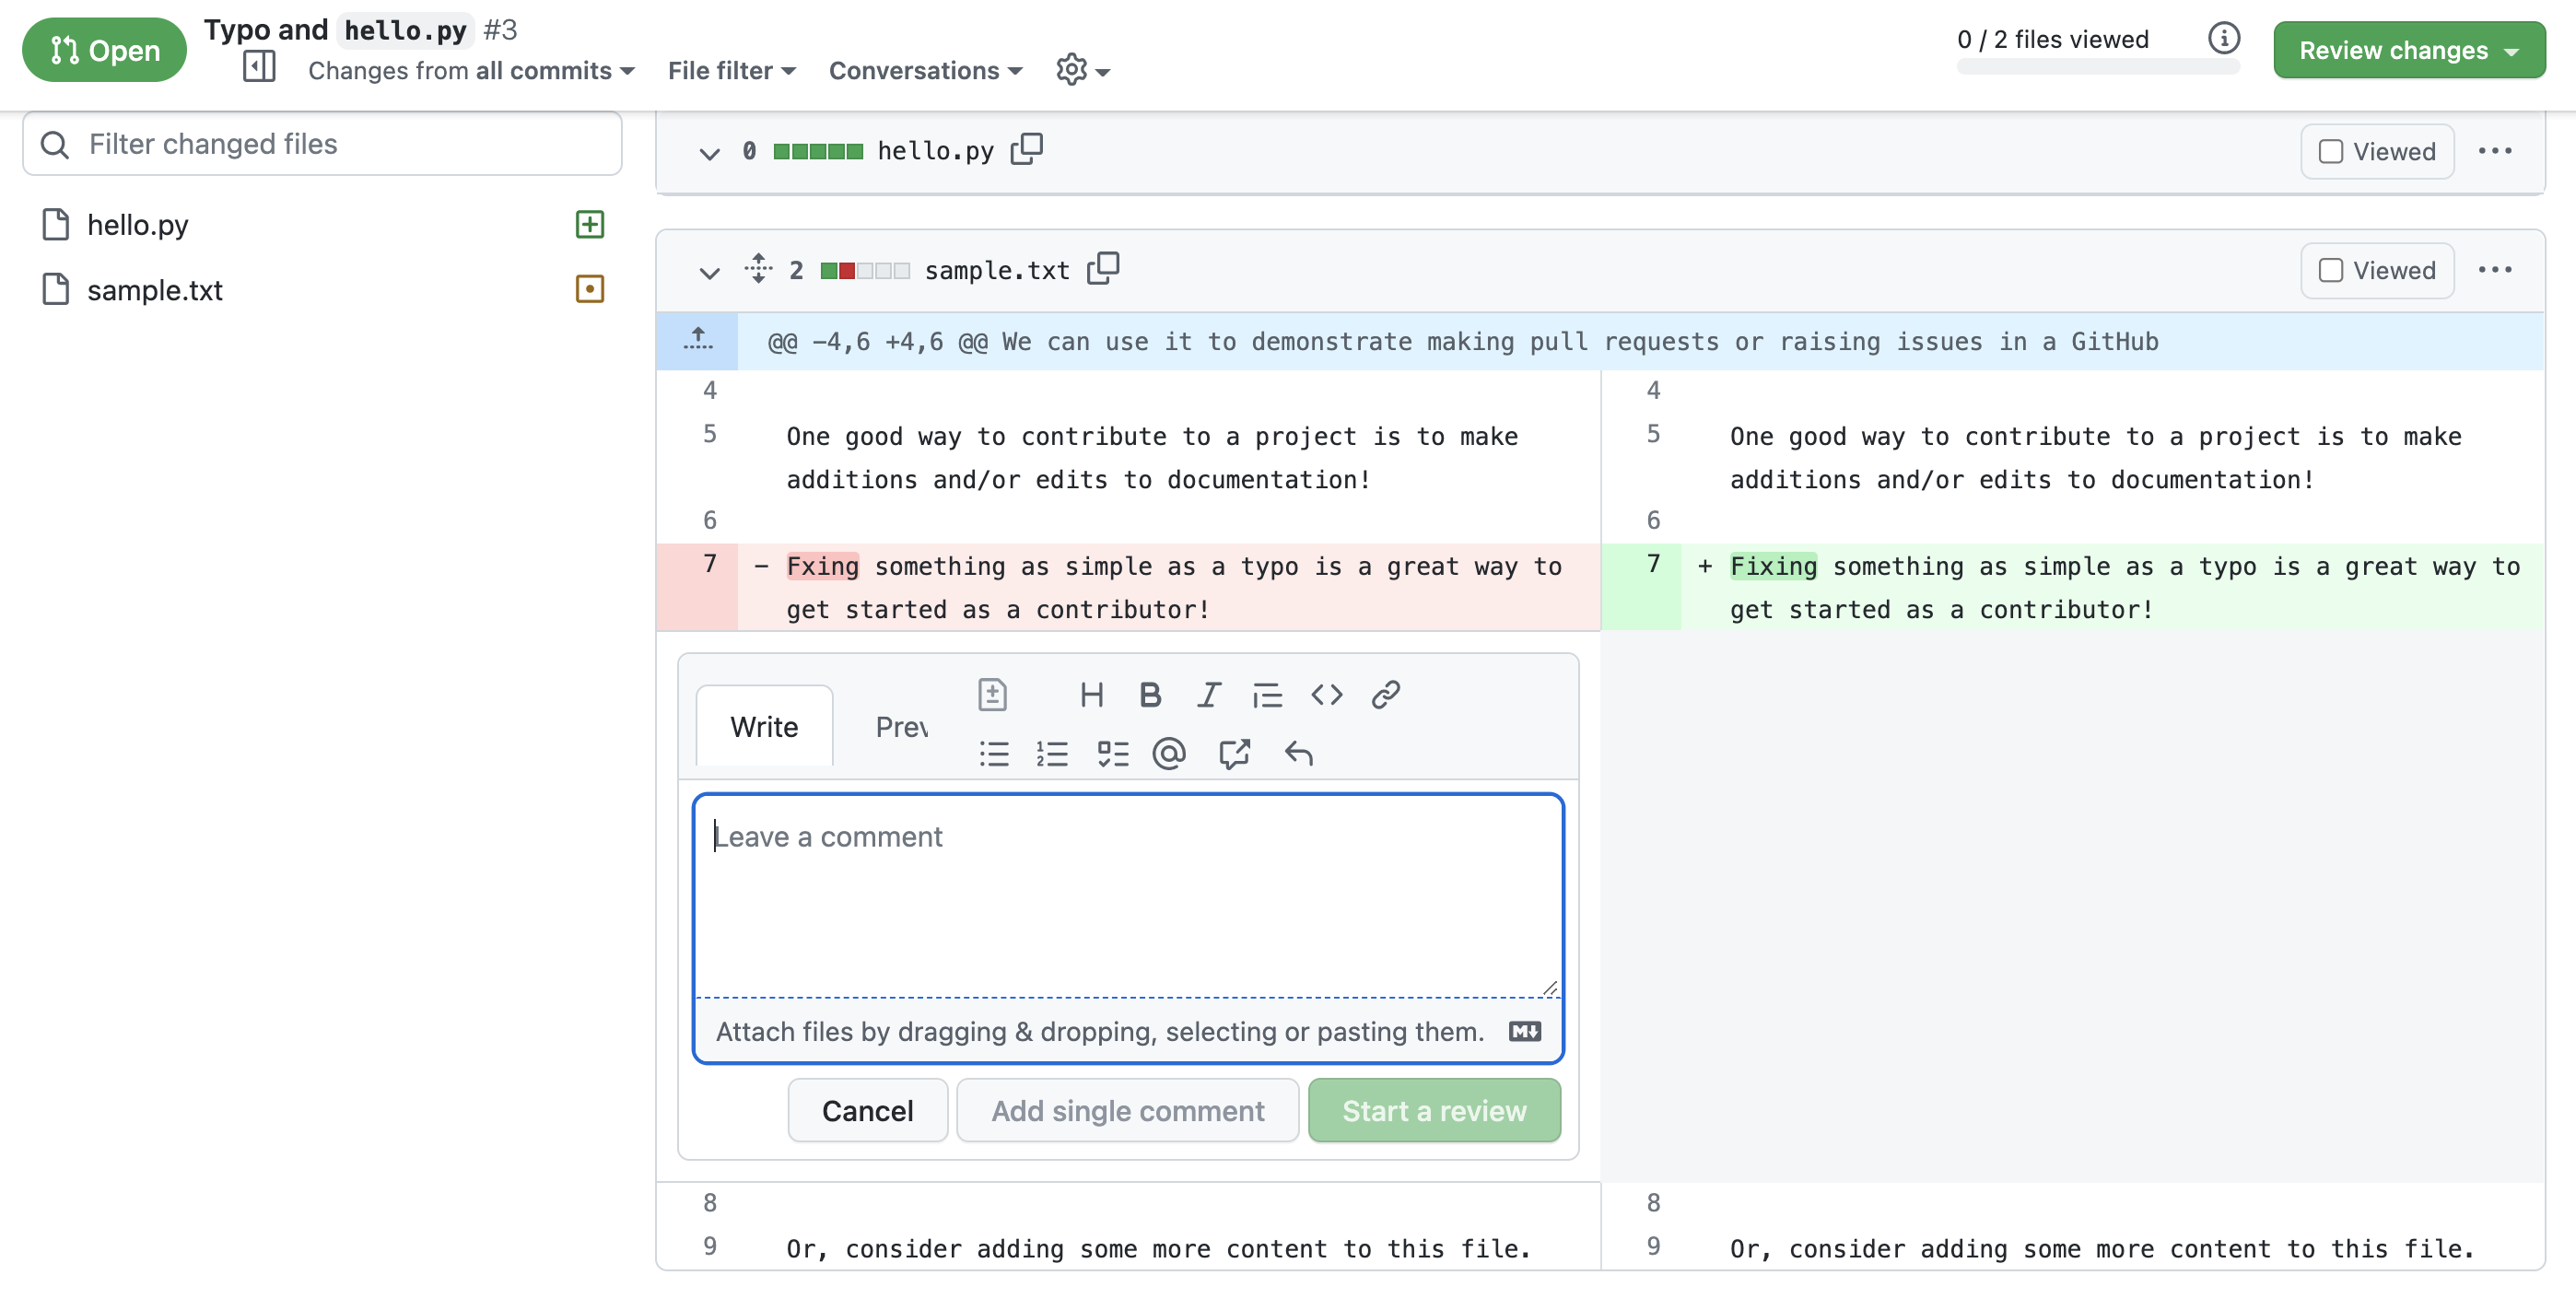 Open
Typo and hello.py #3
Changes from all commits File filter Conversations
0 / 2 files viewed
Review changes
Filter changed files
hello.py
sample.txt
0 hello.py Viewed
2 sample.txt Viewed
@@ -4,6 +4,6 @@ We can use it to demonstrate making pull requests or raising issues in a GitHub
4 4
5 One good way to contribute to a project is to make 5 One good way to contribute to a project is to make
additions and/or edits to documentation! additions and/or edits to documentation!
6 6
7 - Fxing something as simple as a typo is a great way to 7 + Fixing something as simple as a typo is a great way to
get started as a contributor! get started as a contributor!
Write Prev
H B I <>
@
Leave a comment
Attach files by dragging & dropping, selecting or pasting them. M↓
Cancel Add single comment Start a review
8 8
9 Or, consider adding some more content to this file. 9 Or, consider adding some more content to this file.